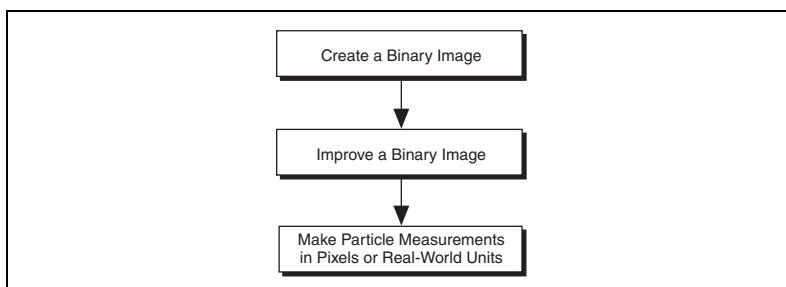 Create a Binary Image
Improve a Binary Image
Make Particle Measurements
in Pixels or Real-World Units